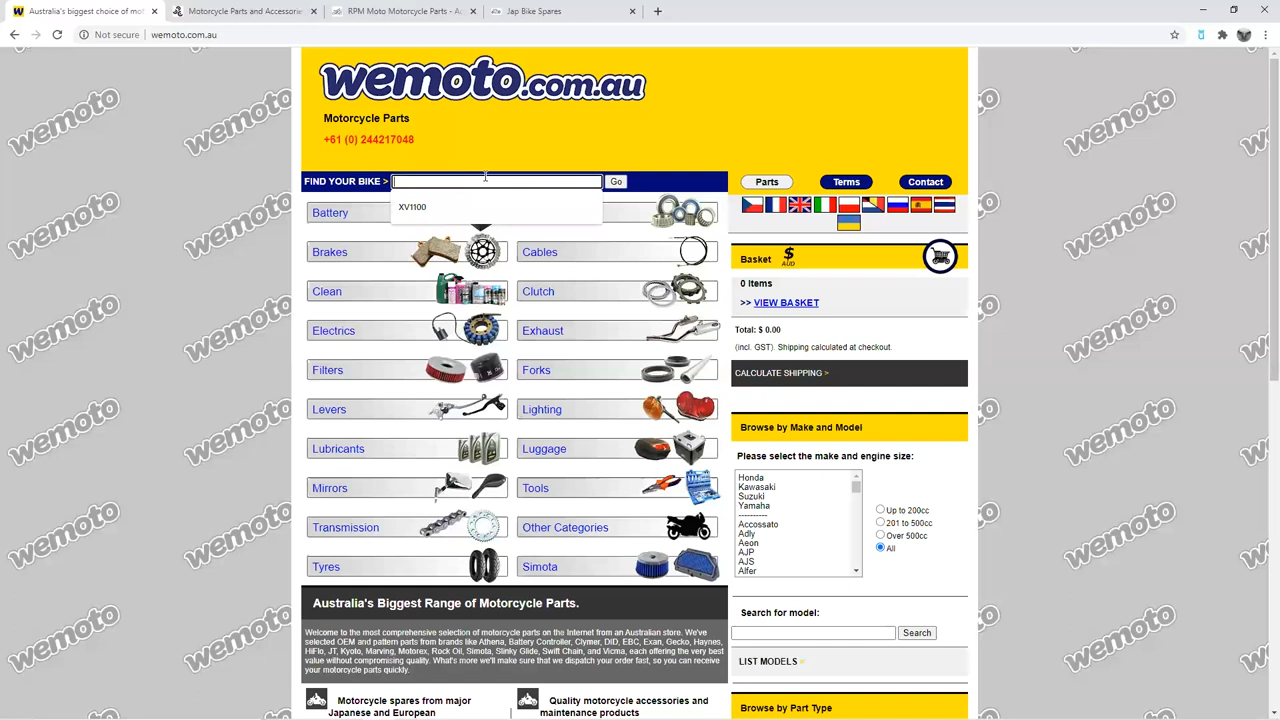 Australia's biggest choice of mot
Motorcycle Parts and Accessorie
RPM Moto Motorcycle Parts - Au
Jap Bike Spares
Not secure | wemoto.com.au
wemoto.com.au
Motorcycle Parts
+61 (0) 244217048
FIND YOUR BIKE >
Go
Parts
Terms
Contact
XV1100
Battery
Brakes
Cables
Clean
Clutch
Electrics
Exhaust
Filters
Forks
Levers
Lighting
Lubricants
Luggage
Mirrors
Tools
Transmission
Other Categories
Tyres
Simota
Basket
$
AUD
0 Items
>> VIEW BASKET
Total: $ 0.00
(incl. GST). Shipping calculated at checkout.
CALCULATE SHIPPING >
Browse by Make and Model
Please select the make and engine size:
Honda
Kawasaki
Suzuki
Yamaha
----------
Accossato
Adly
Aeon
AJP
AJS
Alfer
Up to 200cc
201 to 500cc
Over 500cc
All
Search for model:
Search
LIST MODELS
Browse by Part Type
Australia's Biggest Range of Motorcycle Parts.
Welcome to the most comprehensive selection of motorcycle parts on the Internet from an Australian store. We've
selected OEM and pattern parts from brands like Athena, Battery Controller, Clymer, DID, EBC, Exan, Gecko, Haynes,
HiFlo, JT, Kyoto, Marving, Motorex, Rock Oil, Simota, Slinky Glide, Swift Chain, and Vicma, each offering the very best
value without compromising quality. What's more we'll make sure that we dispatch your order fast, so you can receive
your motorcycle parts quickly.
Motorcycle spares from major
Japanese and European
Quality motorcycle accessories and
maintenance products
wemoto